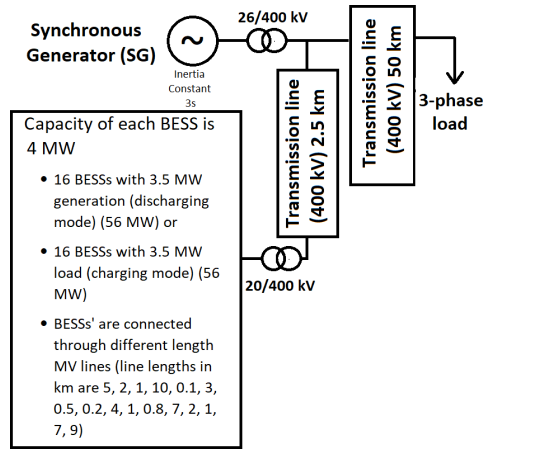 26/400 kV
Synchronous
Generator (SG)
~
Inertia
Constant
3s
Transmission line
(400 kV) 50 km
3-phase
load
Transmission line
(400 kV) 2.5 km
Capacity of each BESS is
4 MW
• 16 BESSs with 3.5 MW
generation (discharging
mode) (56 MW) or
• 16 BESSs with 3.5 MW
load (charging mode) (56
MW)
• BESSs' are connected
through different length
MV lines (line lengths in
km are 5, 2, 1, 10, 0.1, 3,
0.5, 0.2, 4, 1, 0.8, 7, 2, 1,
7, 9)
20/400 kV